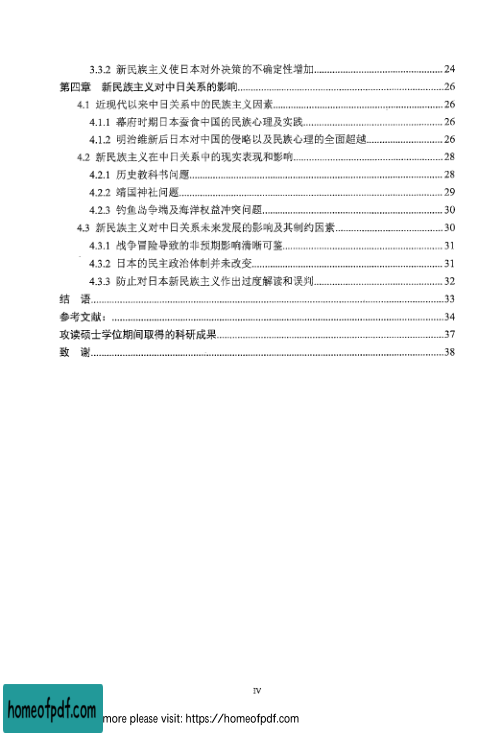 3.3.2 新民族主义使日本对外决策的不确定性增加........................24
第四章 新民族主义对中日关系的影响........................26
4.1 近现代以来中日关系中的民族主义因素........................26
4.1.1 幕府时期日本蚕食中国的民族心理及实践........................26
4.1.2 明治维新后日本对中国的侵略以及民族心理的全面超越........................26
4.2 新民族主义在中日关系中的现实表现和影响........................28
4.2.1 历史教科书问题........................28
4.2.2 靖国神社问题........................29
4.2.3 钓鱼岛争端及海洋权益冲突问题........................30
4.3 新民族主义对中日关系未来发展的影响及其制约因素........................30
4.3.1 战争冒险导致的非预期影响清晰可鉴........................31
4.3.2 日本的民主政治体制并未改变........................31
4.3.3 防止对日本新民族主义作出过度解读和误判........................32
结 语........................33
参考文献：........................34
攻读硕士学位期间取得的科研成果........................37
致 谢........................38
IV
homeofpdf.com
more please visit: https://homeofpdf.com